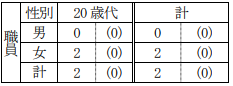 職員 性別 20歳代 計
男 0 (0) 0 (0)
女 2 (0) 2 (0)
計 2 (0) 2 (0)